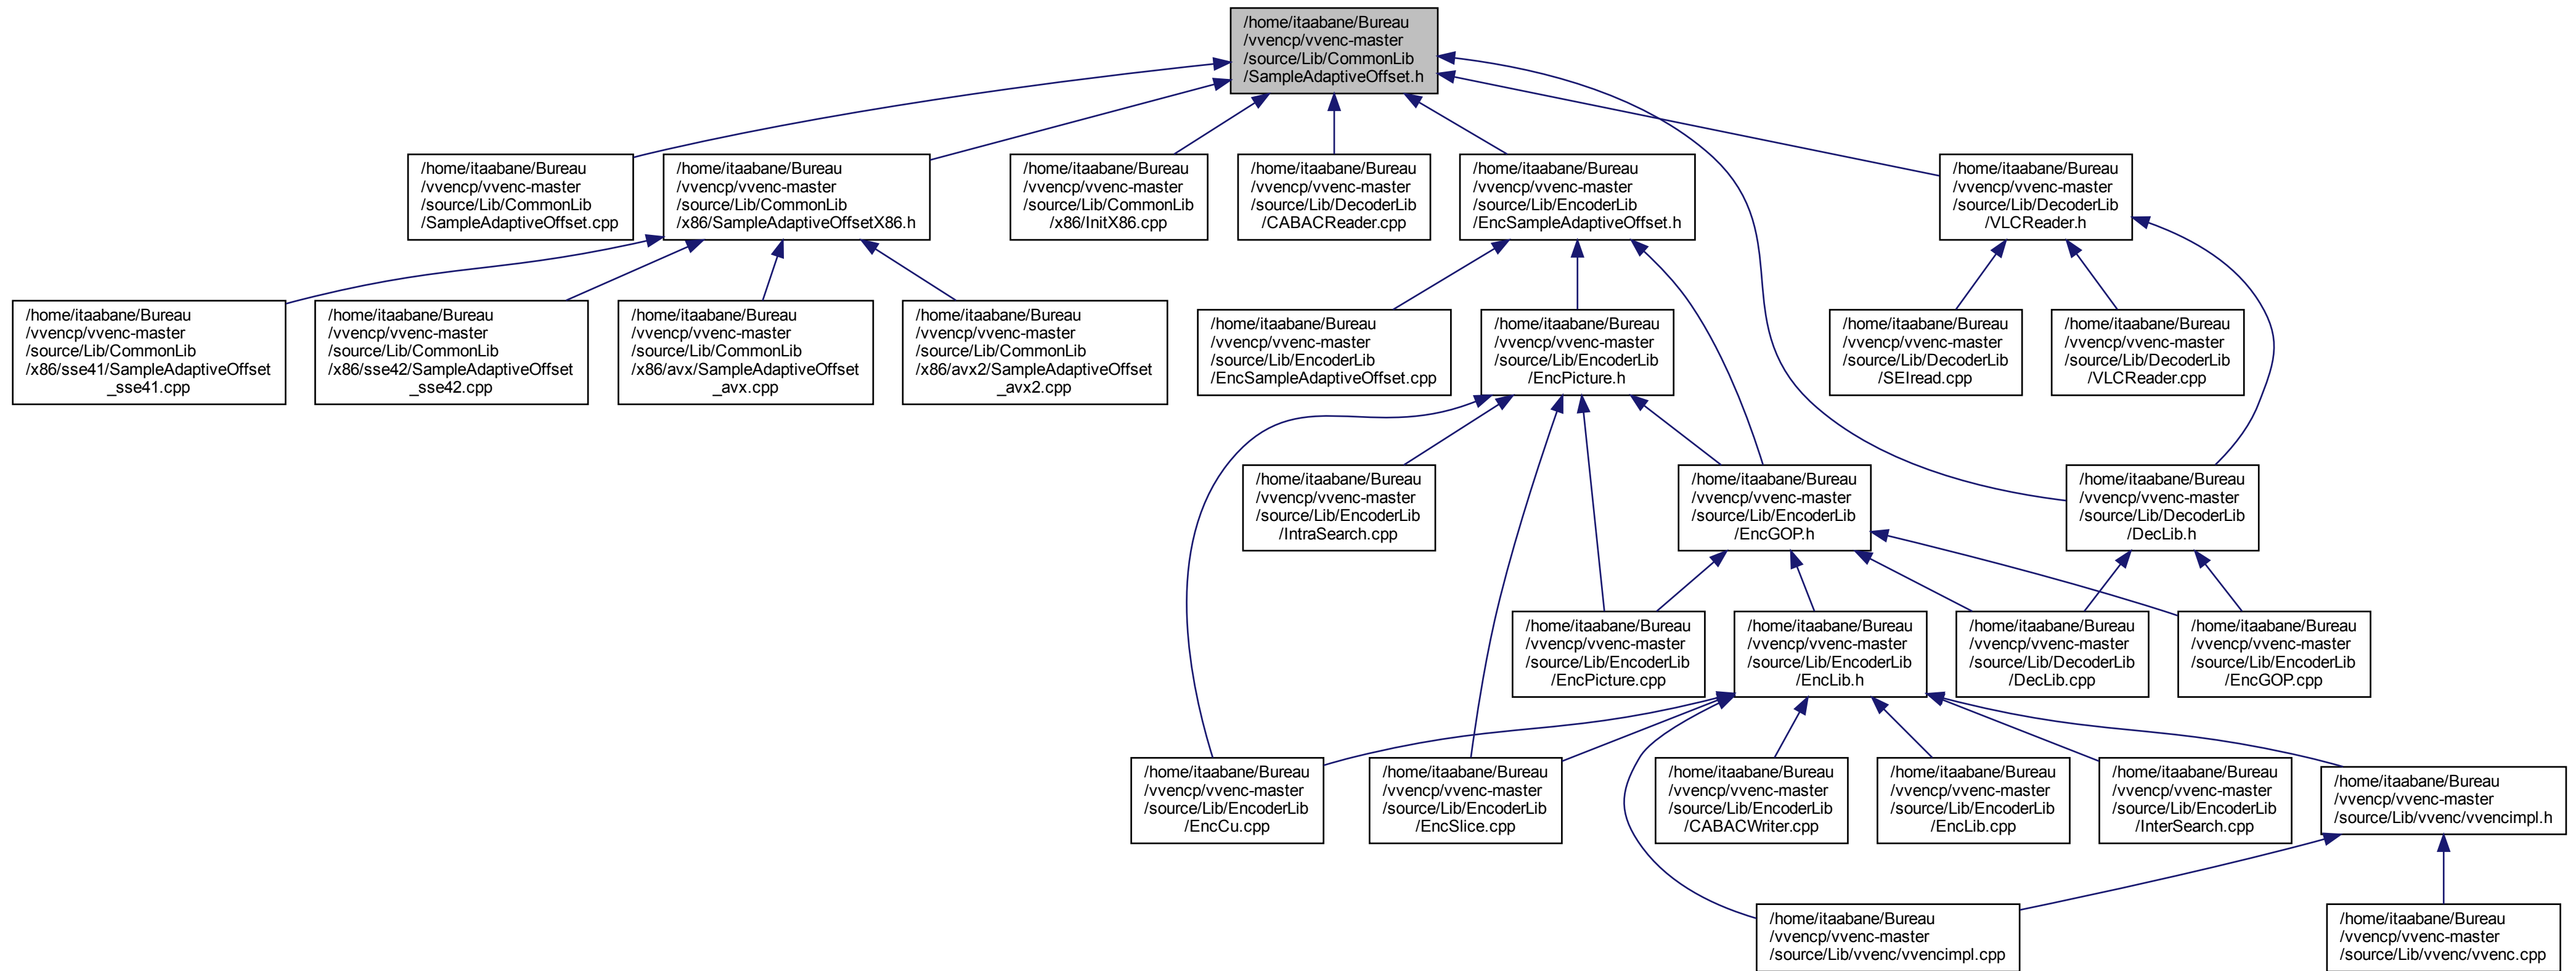 /home/itaabane/Bureau
/vvencp/vvenc-master
/source/Lib/CommonLib
/SampleAdaptiveOffset.h
/home/itaabane/Bureau
/vvencp/vvenc-master
/source/Lib/CommonLib
/SampleAdaptiveOffset.cpp
/home/itaabane/Bureau
/vvencp/vvenc-master
/source/Lib/CommonLib
/x86/SampleAdaptiveOffsetX86.h
/home/itaabane/Bureau
/vvencp/vvenc-master
/source/Lib/CommonLib
/x86/InitX86.cpp
/home/itaabane/Bureau
/vvencp/vvenc-master
/source/Lib/DecoderLib
/CABACReader.cpp
/home/itaabane/Bureau
/vvencp/vvenc-master
/source/Lib/EncoderLib
/EncSampleAdaptiveOffset.h
/home/itaabane/Bureau
/vvencp/vvenc-master
/source/Lib/DecoderLib
/VLCReader.h
/home/itaabane/Bureau
/vvencp/vvenc-master
/source/Lib/CommonLib
/x86/sse41/SampleAdaptiveOffset
_sse41.cpp
/home/itaabane/Bureau
/vvencp/vvenc-master
/source/Lib/CommonLib
/x86/sse42/SampleAdaptiveOffset
_sse42.cpp
/home/itaabane/Bureau
/vvencp/vvenc-master
/source/Lib/CommonLib
/x86/avx/SampleAdaptiveOffset
_avx.cpp
/home/itaabane/Bureau
/vvencp/vvenc-master
/source/Lib/CommonLib
/x86/avx2/SampleAdaptiveOffset
_avx2.cpp
/home/itaabane/Bureau
/vvencp/vvenc-master
/source/Lib/EncoderLib
/EncSampleAdaptiveOffset.cpp
/home/itaabane/Bureau
/vvencp/vvenc-master
/source/Lib/EncoderLib
/EncPicture.h
/home/itaabane/Bureau
/vvencp/vvenc-master
/source/Lib/DecoderLib
/SEIread.cpp
/home/itaabane/Bureau
/vvencp/vvenc-master
/source/Lib/DecoderLib
/VLCReader.cpp
/home/itaabane/Bureau
/vvencp/vvenc-master
/source/Lib/EncoderLib
/IntraSearch.cpp
/home/itaabane/Bureau
/vvencp/vvenc-master
/source/Lib/EncoderLib
/EncGOP.h
/home/itaabane/Bureau
/vvencp/vvenc-master
/source/Lib/DecoderLib
/DecLib.h
/home/itaabane/Bureau
/vvencp/vvenc-master
/source/Lib/EncoderLib
/EncPicture.cpp
/home/itaabane/Bureau
/vvencp/vvenc-master
/source/Lib/EncoderLib
/EncLib.h
/home/itaabane/Bureau
/vvencp/vvenc-master
/source/Lib/DecoderLib
/DecLib.cpp
/home/itaabane/Bureau
/vvencp/vvenc-master
/source/Lib/EncoderLib
/EncGOP.cpp
/home/itaabane/Bureau
/vvencp/vvenc-master
/source/Lib/EncoderLib
/EncCu.cpp
/home/itaabane/Bureau
/vvencp/vvenc-master
/source/Lib/EncoderLib
/EncSlice.cpp
/home/itaabane/Bureau
/vvencp/vvenc-master
/source/Lib/EncoderLib
/CABACWriter.cpp
/home/itaabane/Bureau
/vvencp/vvenc-master
/source/Lib/EncoderLib
/EncLib.cpp
/home/itaabane/Bureau
/vvencp/vvenc-master
/source/Lib/EncoderLib
/InterSearch.cpp
/home/itaabane/Bureau
/vvencp/vvenc-master
/source/Lib/vvenc/vvencimpl.h
/home/itaabane/Bureau
/vvencp/vvenc-master
/source/Lib/vvenc/vvencimpl.cpp
/home/itaabane/Bureau
/vvencp/vvenc-master
/source/Lib/vvenc/vvenc.cpp